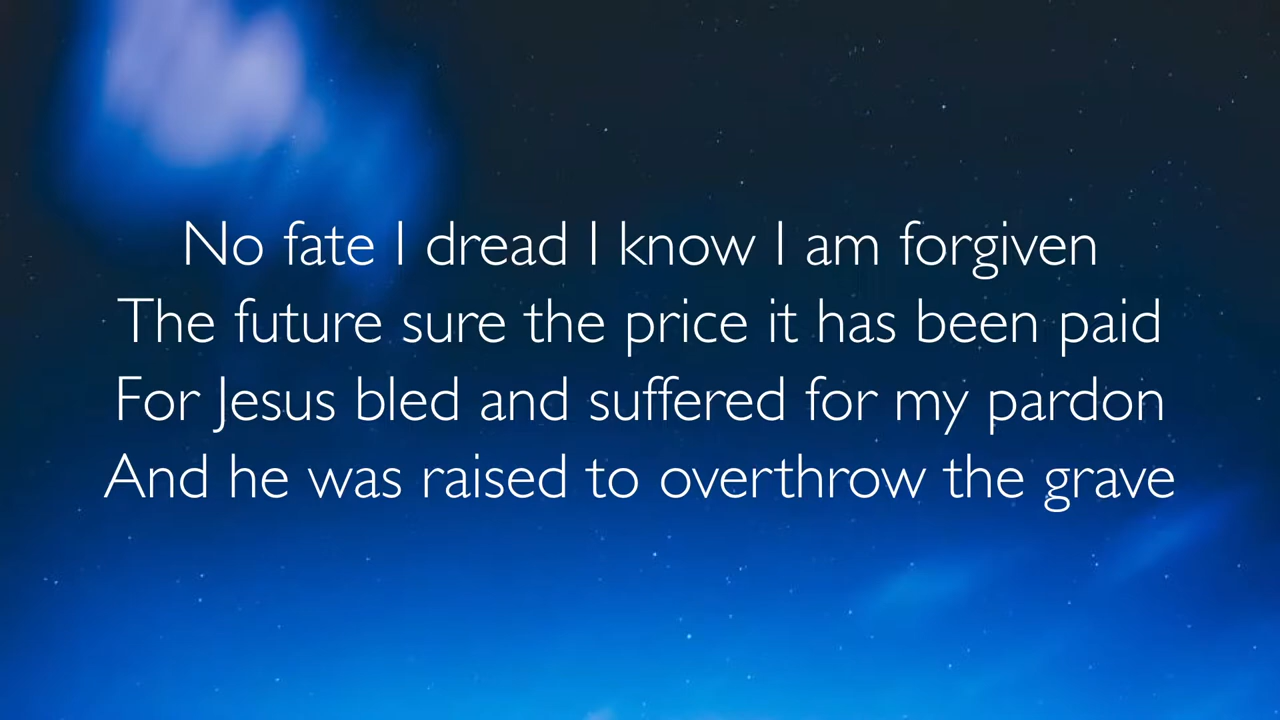 No fate I dread I know I am forgiven
The future sure the price it has been paid
For Jesus bled and suffered for my pardon
And he was raised to overthrow the grave